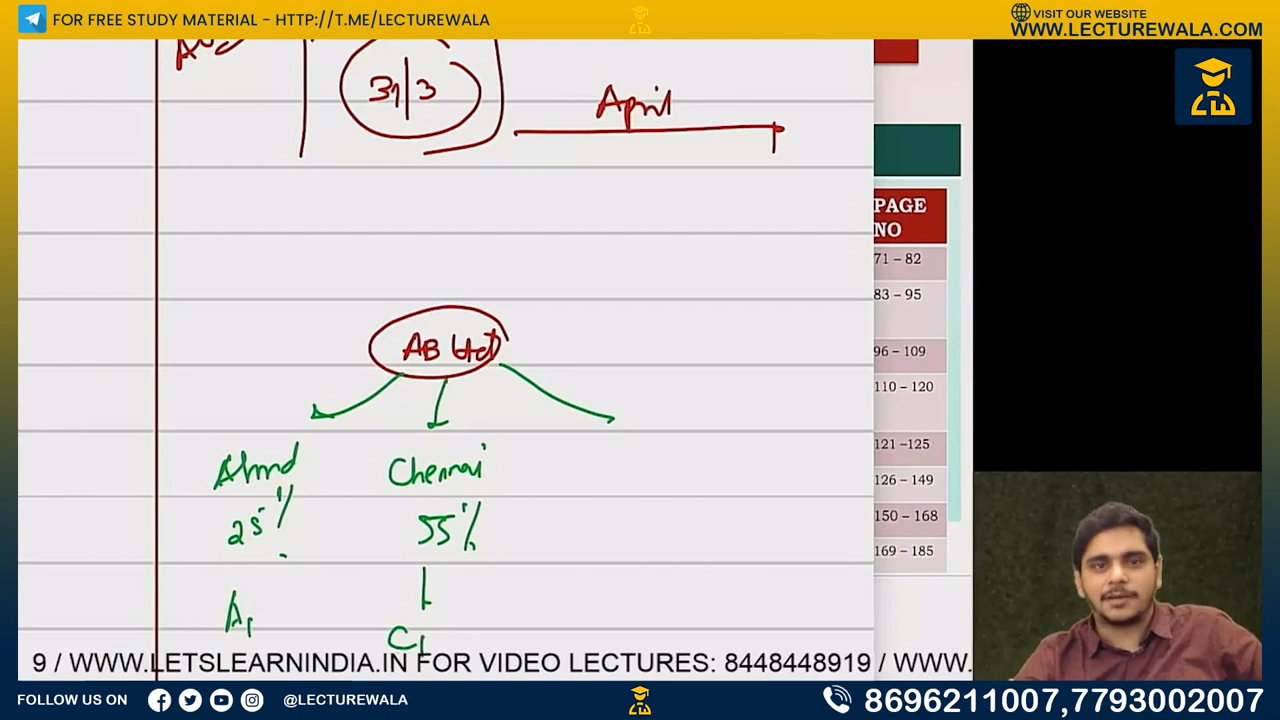 FOR FREE STUDY MATERIAL - HTTP://T.ME/LECTUREWALA
VISIT OUR WEBSITE
WWW.LECTUREWALA.COM
31/3
April
PAGE
NO
71 – 82
83 – 95
96 – 109
110 – 120
121 –125
126 – 149
150 – 168
169 – 185
AB Ltd
Ahmd
Chennai
25%
55%
A1
C1
9 / WWW.LETSLEARNINDIA.IN FOR VIDEO LECTURES: 8448448919 / WWW.
FOLLOW US ON
@LECTUREWALA
8696211007,7793002007